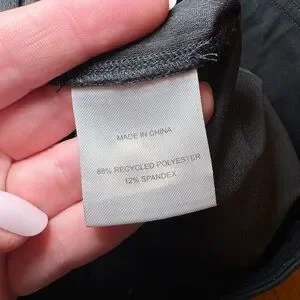 MADE IN CHINA
88% RECYCLED POLYESTER
12% SPANDEX